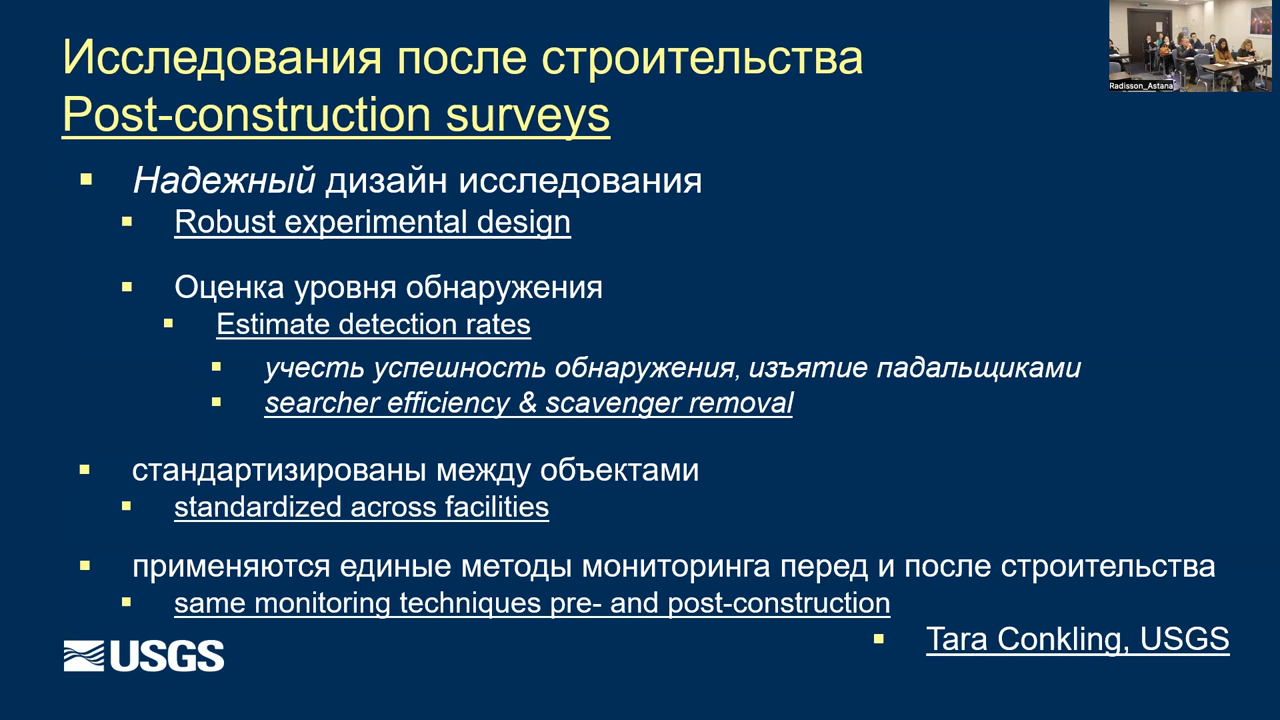 Исследования после строительства
Post-construction surveys
Radisson_Astana
Надежный дизайн исследования
Robust experimental design
Оценка уровня обнаружения
Estimate detection rates
учесть успешность обнаружения, изъятие падальщиками
searcher efficiency & scavenger removal
стандартизированы между объектами
standardized across facilities
применяются единые методы мониторинга перед и после строительства
same monitoring techniques pre- and post-construction
Tara Conkling, USGS
USGS